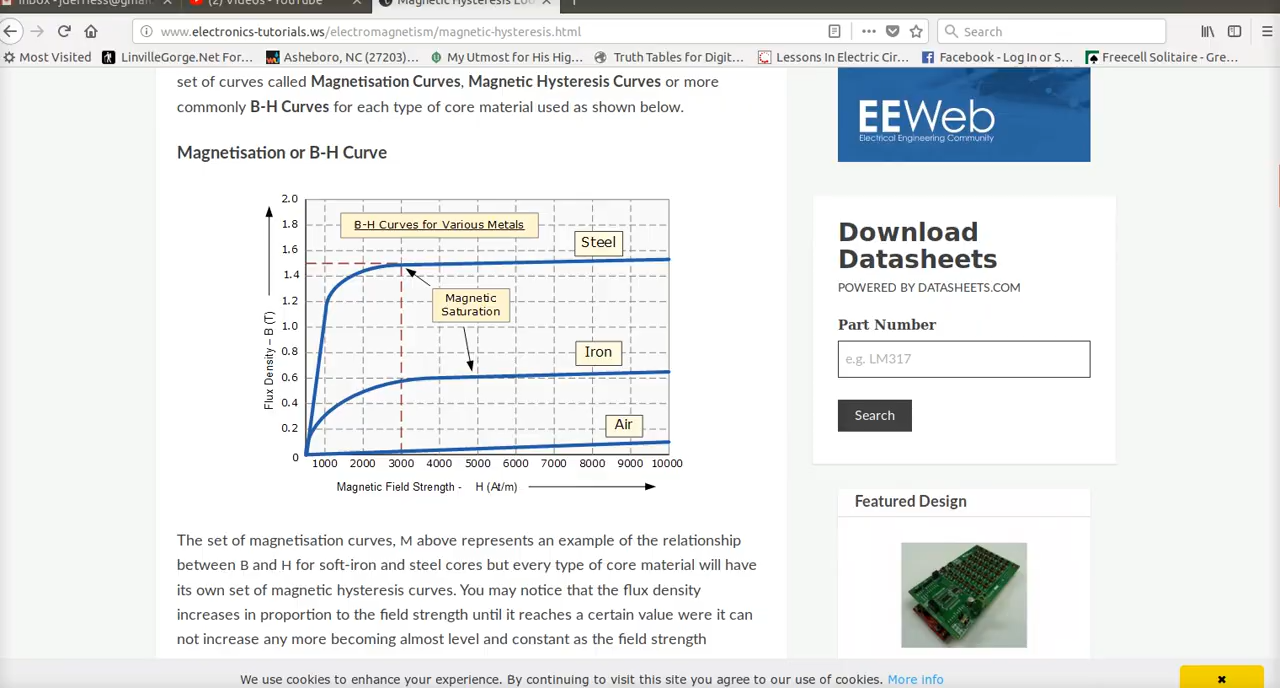 Inbox - jderriess@gmail
(2) Videos - YouTube
Magnetic Hysteresis Loo
www.electronics-tutorials.ws/electromagnetism/magnetic-hysteresis.html
Search
Most Visited
LinvilleGorge.Net For...
Asheboro, NC (27203)...
My Utmost for His Hig...
Truth Tables for Digit...
Lessons In Electric Cir...
Facebook - Log In or S...
Freecell Solitaire - Gre...
set of curves called Magnetisation Curves, Magnetic Hysteresis Curves or more
commonly B-H Curves for each type of core material used as shown below.
Magnetisation or B-H Curve
B-H Curves for Various Metals
Steel
Magnetic
Saturation
Iron
Air
Flux Density – B (T)
2.0
1.8
1.6
1.4
1.2
1.0
0.8
0.6
0.4
0.2
0
1000 2000 3000 4000 5000 6000 7000 8000 9000 10000
Magnetic Field Strength - H (At/m)
The set of magnetisation curves, M above represents an example of the relationship
between B and H for soft-iron and steel cores but every type of core material will have
its own set of magnetic hysteresis curves. You may notice that the flux density
increases in proportion to the field strength until it reaches a certain value were it can
not increase any more becoming almost level and constant as the field strength
EEWeb
Electrical Engineering Community
Download
Datasheets
POWERED BY DATASHEETS.COM
Part Number
e.g. LM317
Search
Featured Design
We use cookies to enhance your experience. By continuing to visit this site you agree to our use of cookies. More info